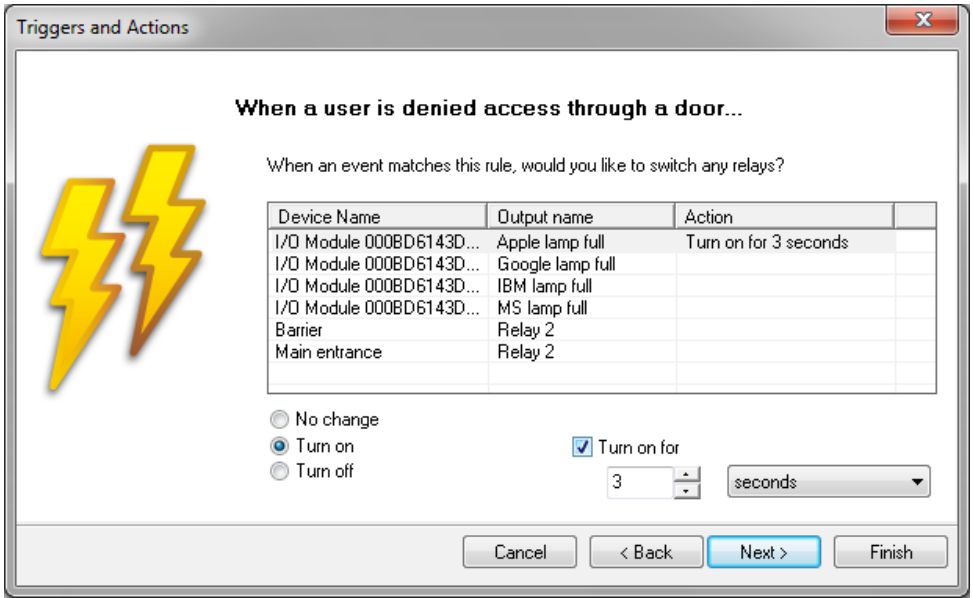 Triggers and Actions
When a user is denied access through a door...
When an event matches this rule, would you like to switch any relays?
Device Name Output name Action
I/O Module 000BD6143D... Apple lamp full Turn on for 3 seconds
I/O Module 000BD6143D... Google lamp full
I/O Module 000BD6143D... IBM lamp full
I/O Module 000BD6143D... MS lamp full
Barrier Relay 2
Main entrance Relay 2
No change
Turn on Turn on for
Turn off 3 seconds
Cancel < Back Next > Finish